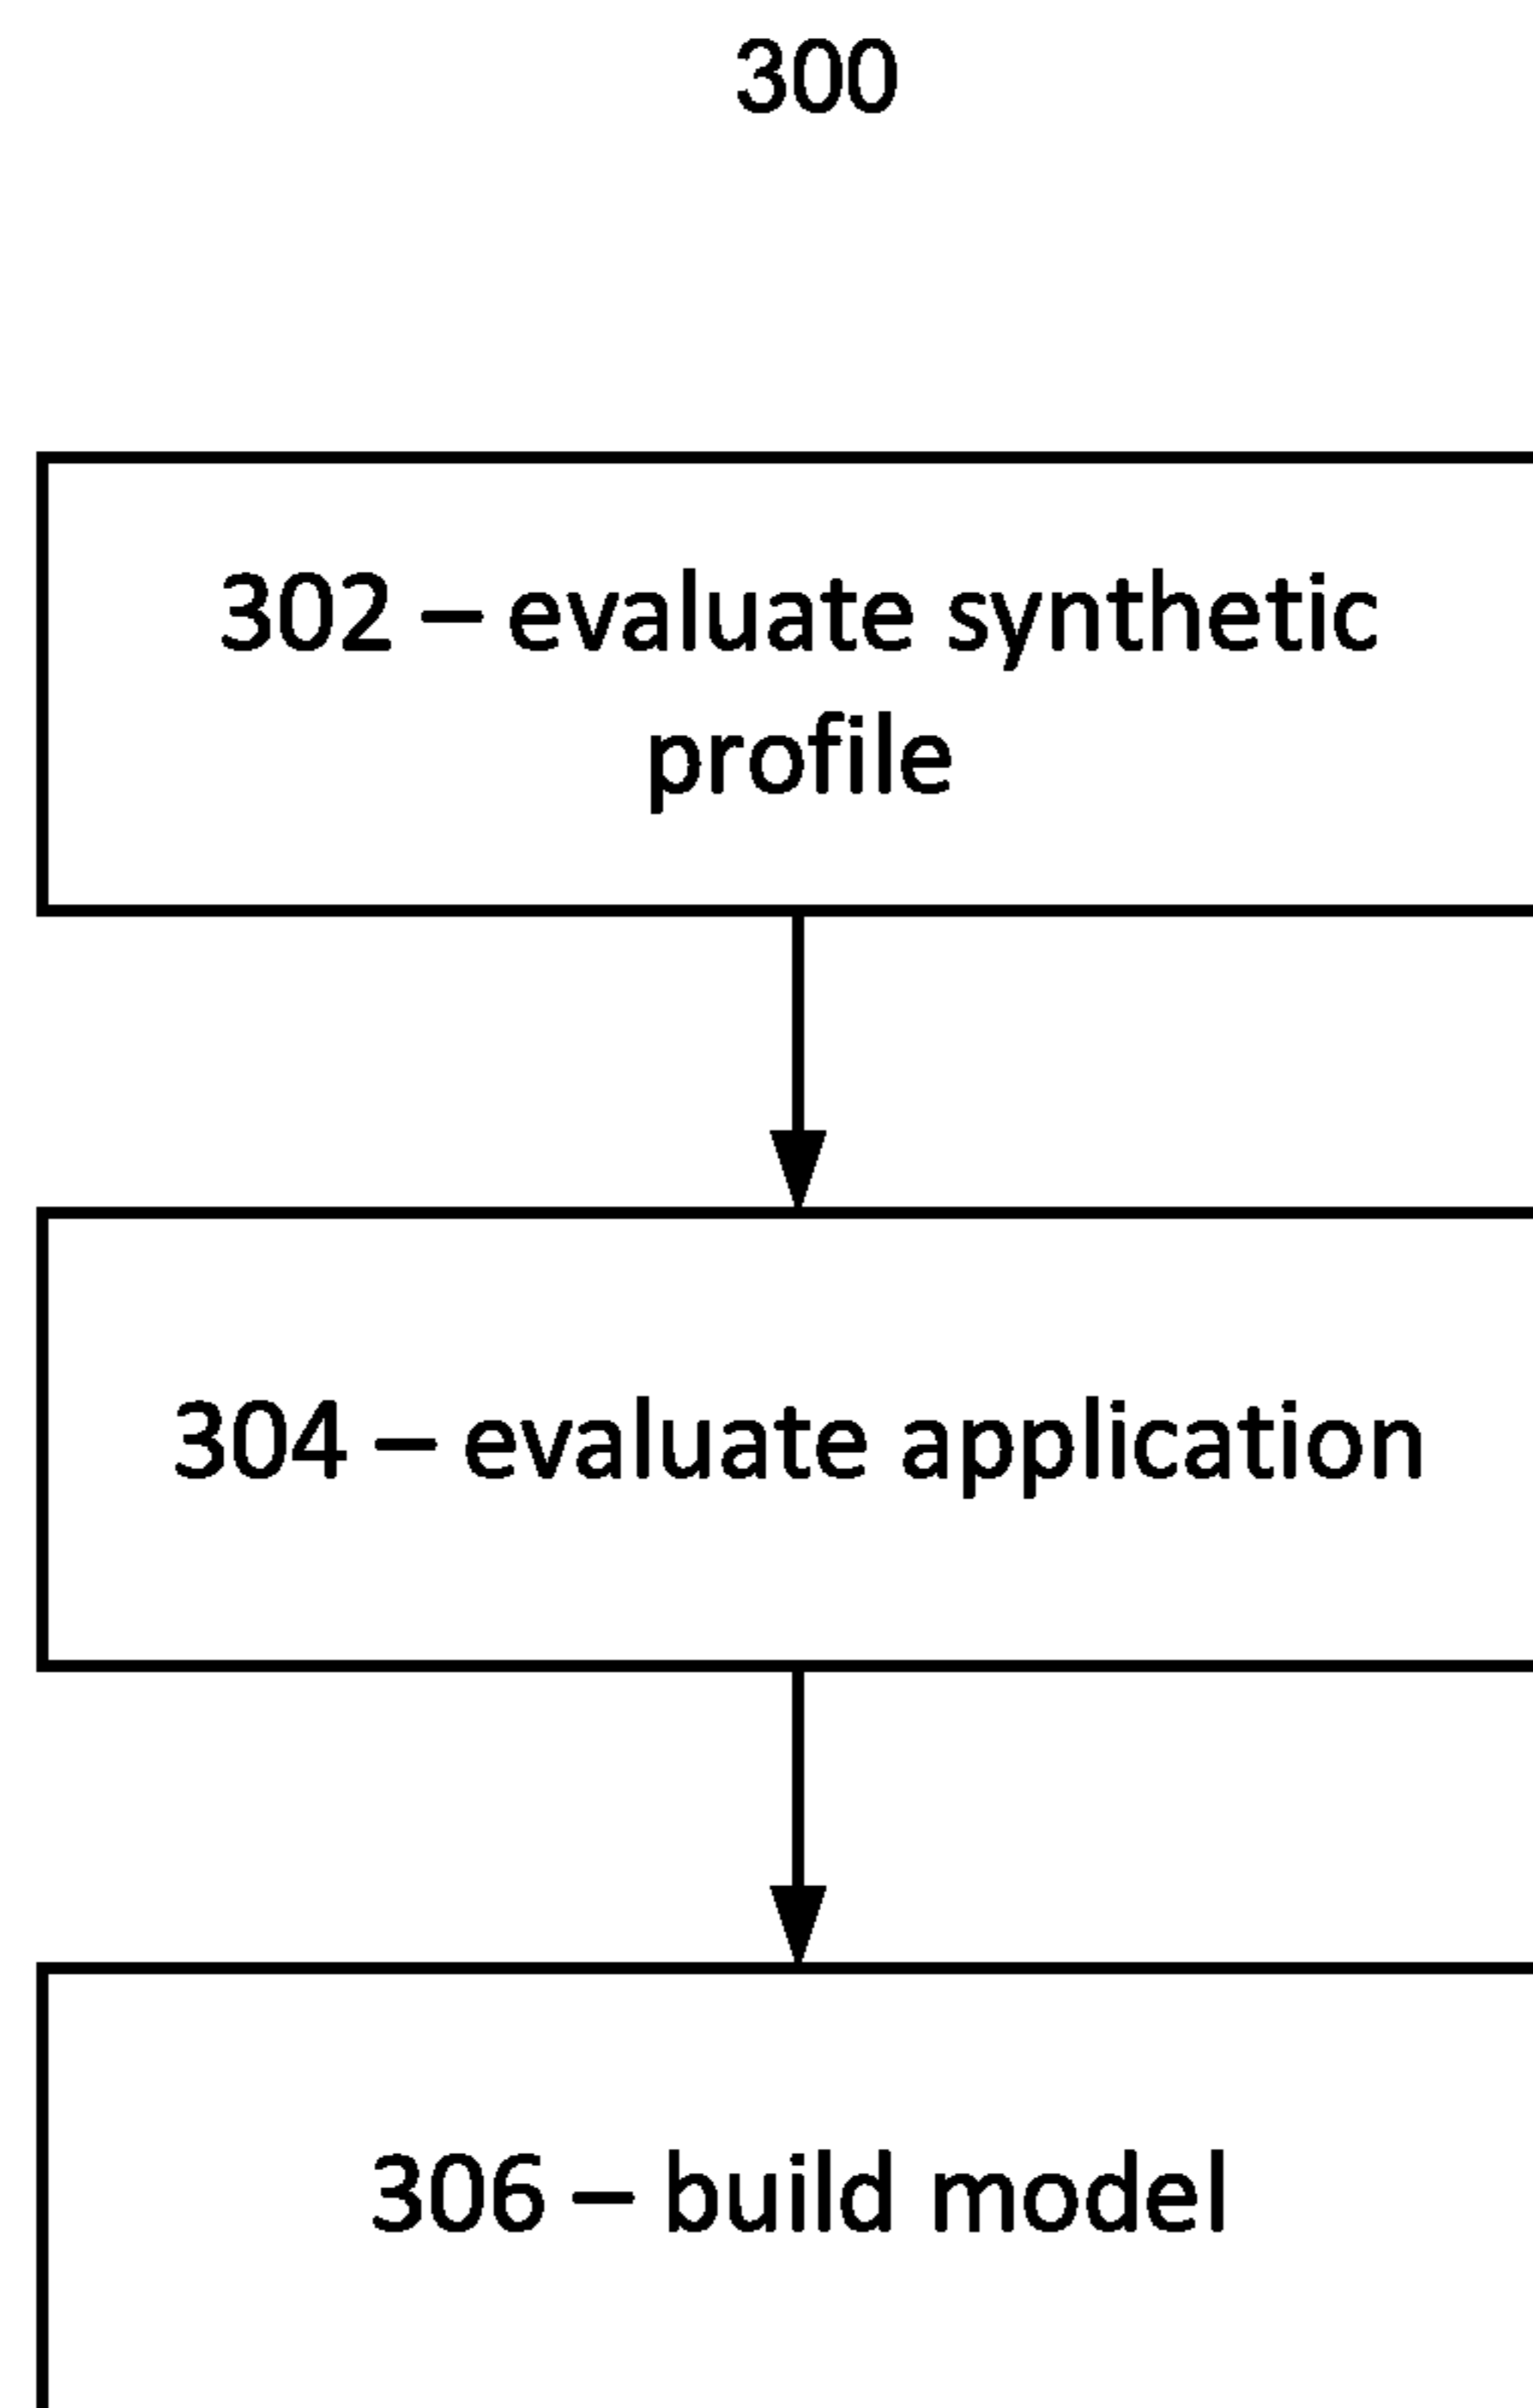 300
302 – evaluate synthetic
profile
304 – evaluate application
306 – build model